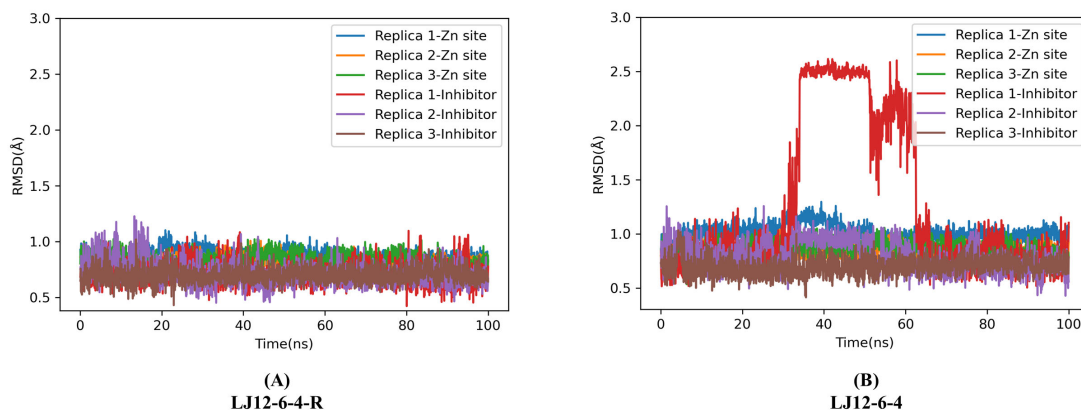 3.0
2.5
2.0
1.5
1.0
0.5
RMSD(Å)
0
20
40
60
80
100
Time(ns)
Replica 1-Zn site
Replica 2-Zn site
Replica 3-Zn site
Replica 1-Inhibitor
Replica 2-Inhibitor
Replica 3-Inhibitor
(A)
LJ12-6-4-R
3.0
2.5
2.0
1.5
1.0
0.5
RMSD(Å)
0
20
40
60
80
100
Time(ns)
Replica 1-Zn site
Replica 2-Zn site
Replica 3-Zn site
Replica 1-Inhibitor
Replica 2-Inhibitor
Replica 3-Inhibitor
(B)
LJ12-6-4